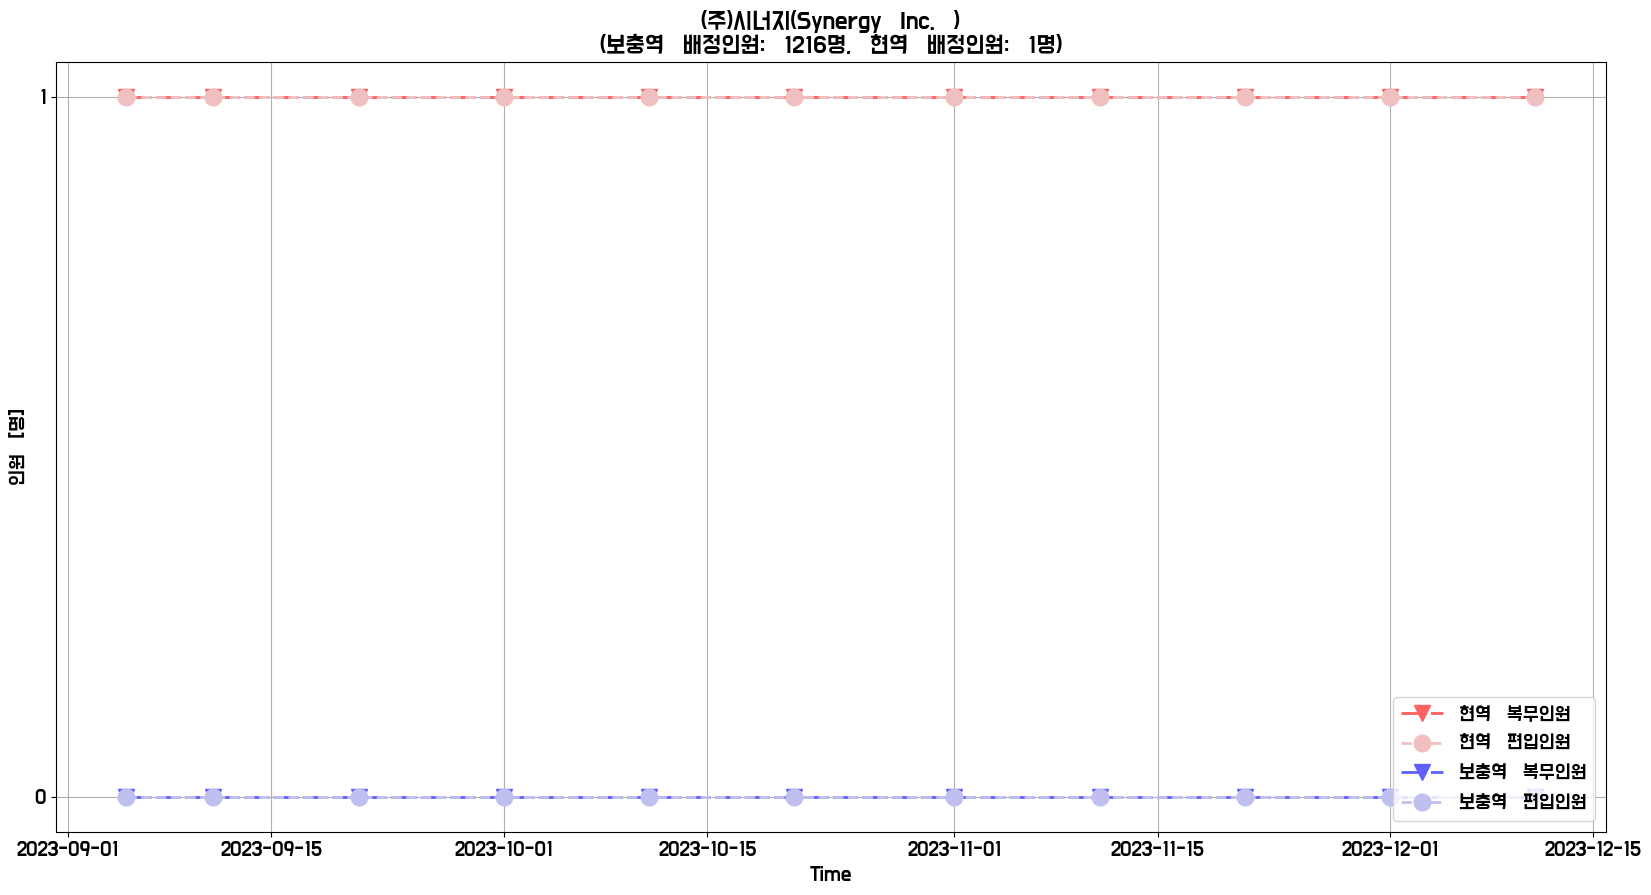 (주)시너지(Synergy Inc. )
(보충역 배정인원: 1216명, 현역 배정인원: 1명)
1
0
인원 [명]
현역 복무인원
현역 편입인원
보충역 복무인원
보충역 편입인원
2023-09-01 2023-09-15 2023-10-01 2023-10-15 2023-11-01 2023-11-15 2023-12-01 2023-12-15
Time